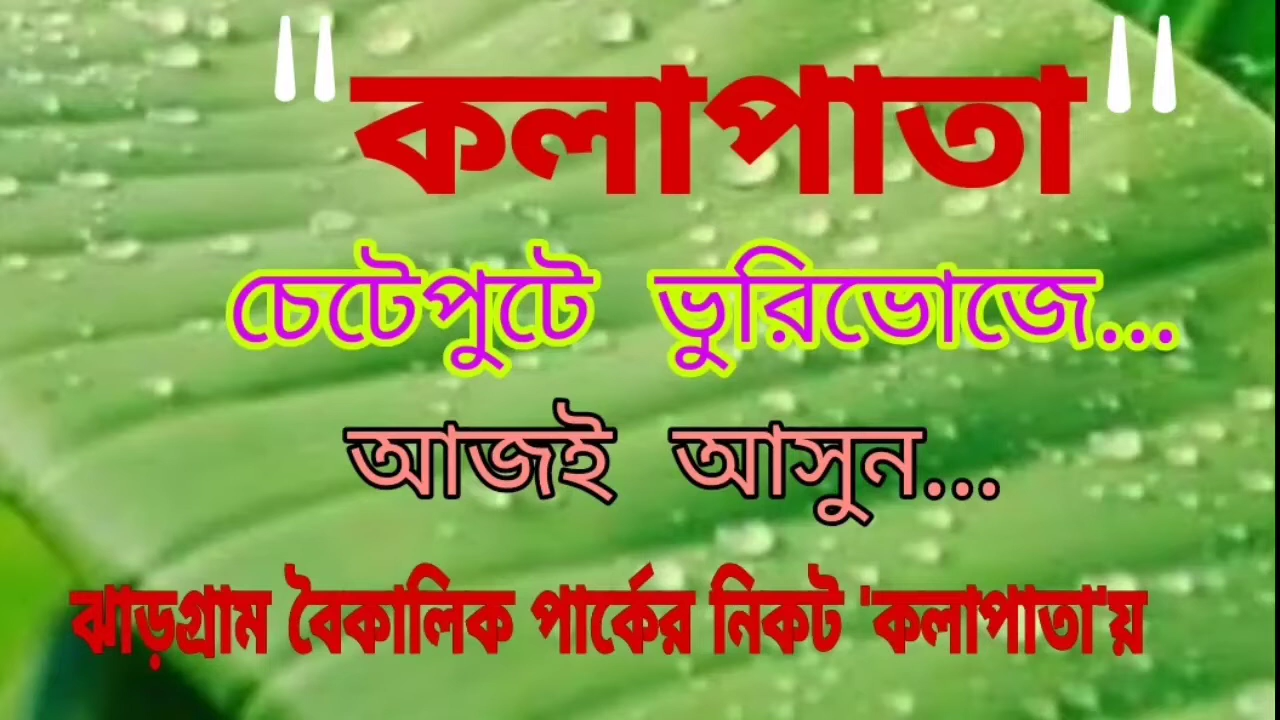 "কলাপাতা"
চেটেপুটে ভুরিভোজে...
আজই আসুন...
ঝাড়গ্রাম বৈকালিক পার্কের নিকট 'কলাপাতা'য়